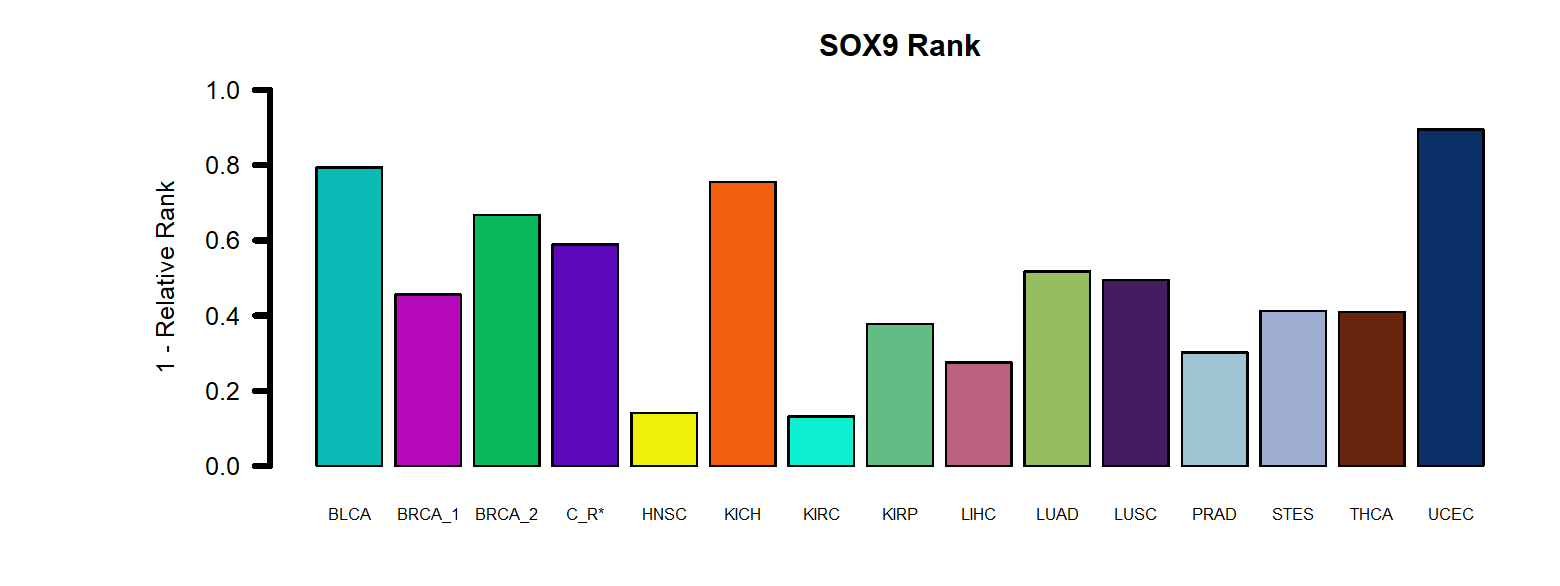 SOX9 Rank
1 - Relative Rank
1.0
0.8
0.6
0.4
0.2
0.0
BLCA BRCA_1 BRCA_2 C_R* HNSC KICH KIRC KIRP LIHC LUAD LUSC PRAD STES THCA UCEC